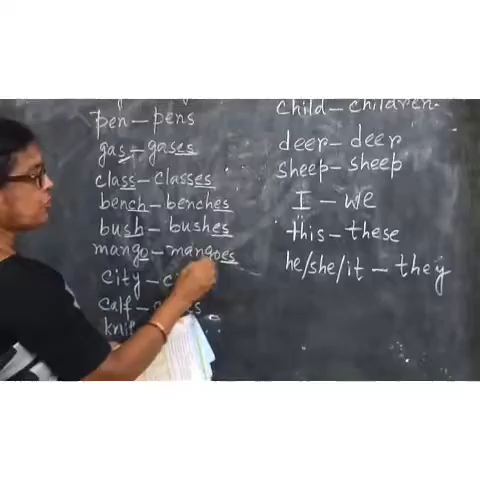 pen – pens
gas – gases
class – classes
bench – benches
bush – bushes
mango – mangoes
city –
calf –
child – children
deer – deer
sheep – sheep
I – we
this – these
he/she/it – they